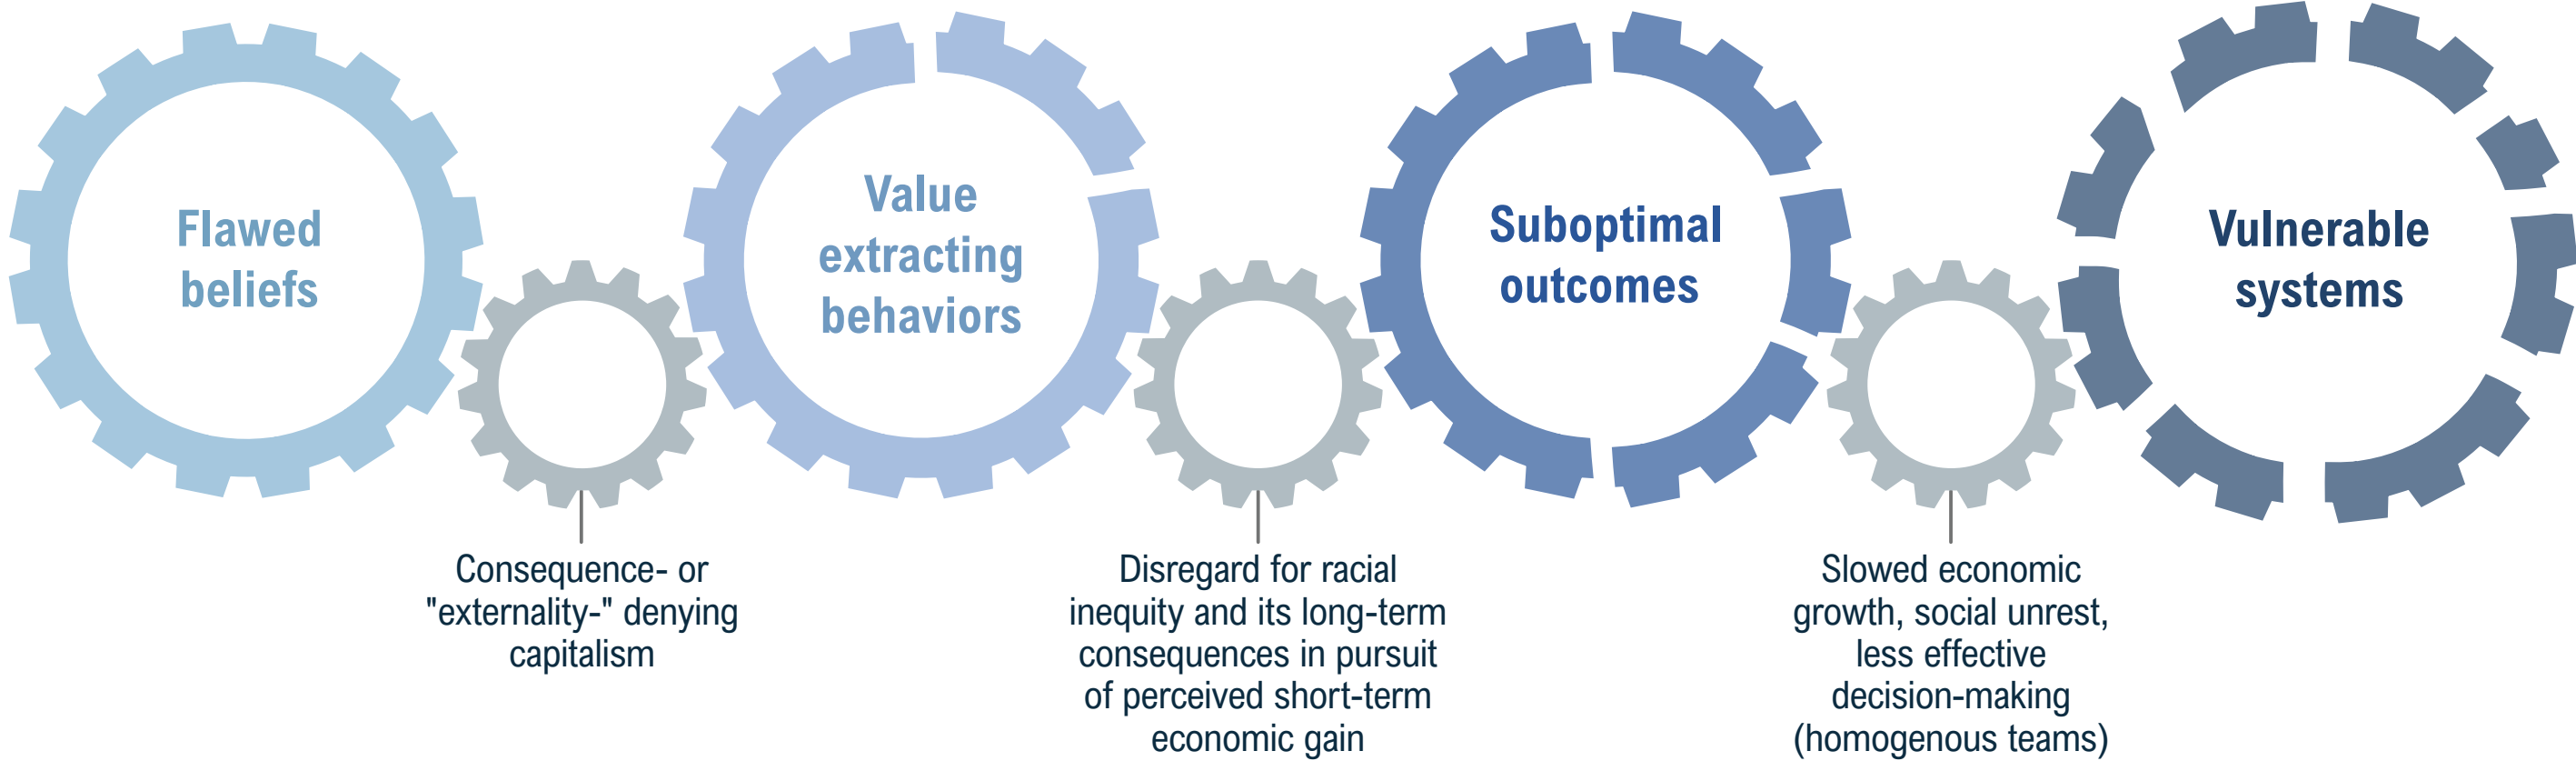 Flawed
beliefs
Value
extracting
behaviors
Suboptimal
outcomes
Vulnerable
systems
Consequence- or
"externality-" denying
capitalism
Disregard for racial
inequity and its long-term
consequences in pursuit
of perceived short-term
economic gain
Slowed economic
growth, social unrest,
less effective
decision-making
(homogenous teams)